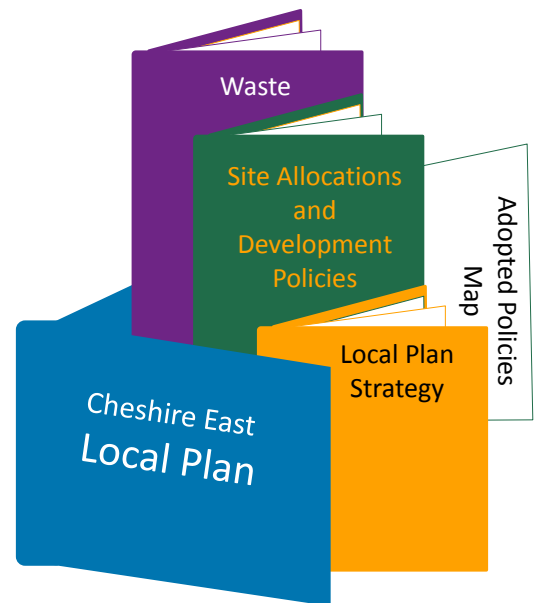 Waste
Site Allocations
and
Development
Policies
Adopted Policies
Map
Local Plan
Strategy
Cheshire East
Local Plan